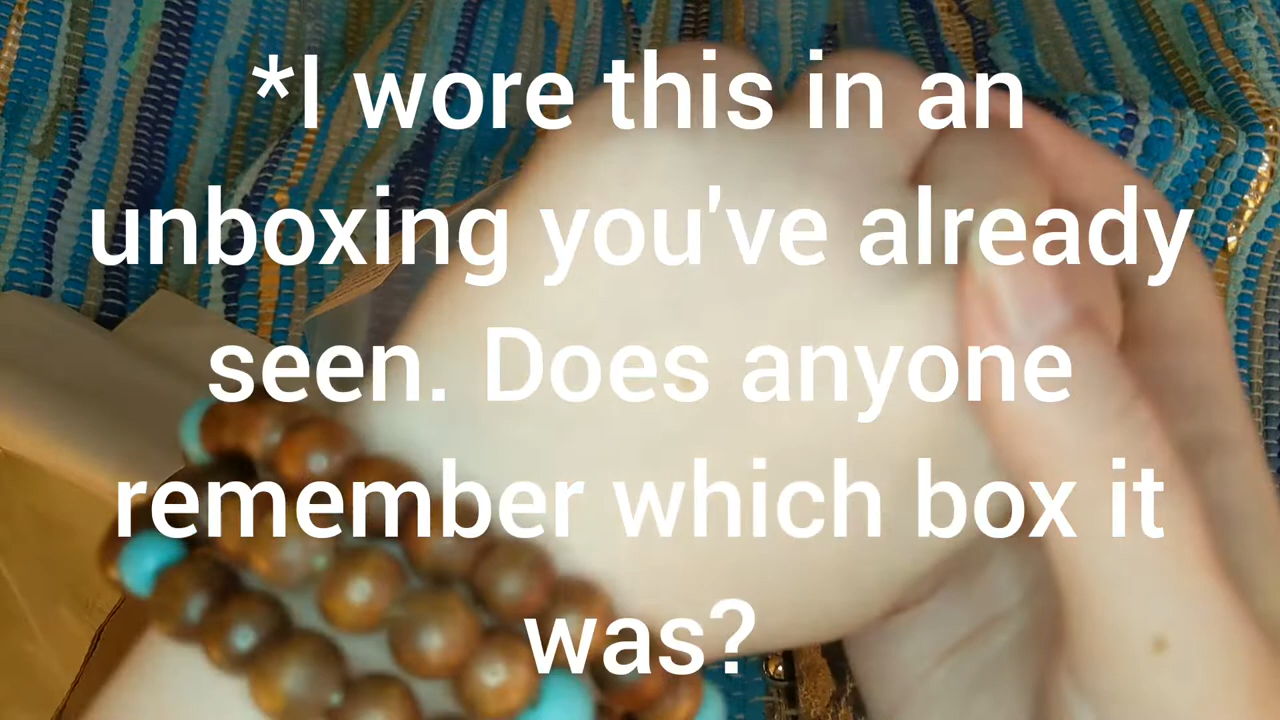 *I wore this in an
unboxing you've already
seen. Does anyone
remember which box it
was?